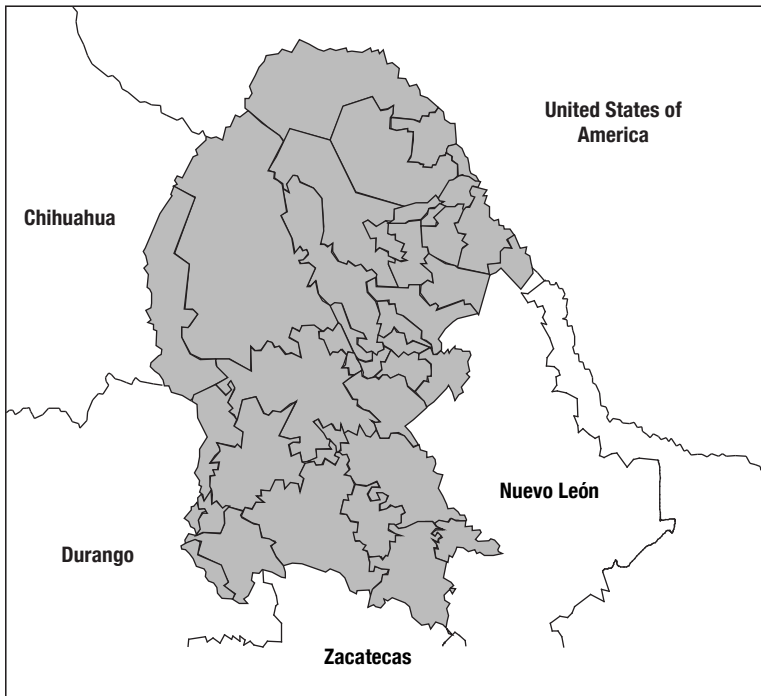 United States of
America
Chihuahua
Nuevo León
Durango
Zacatecas